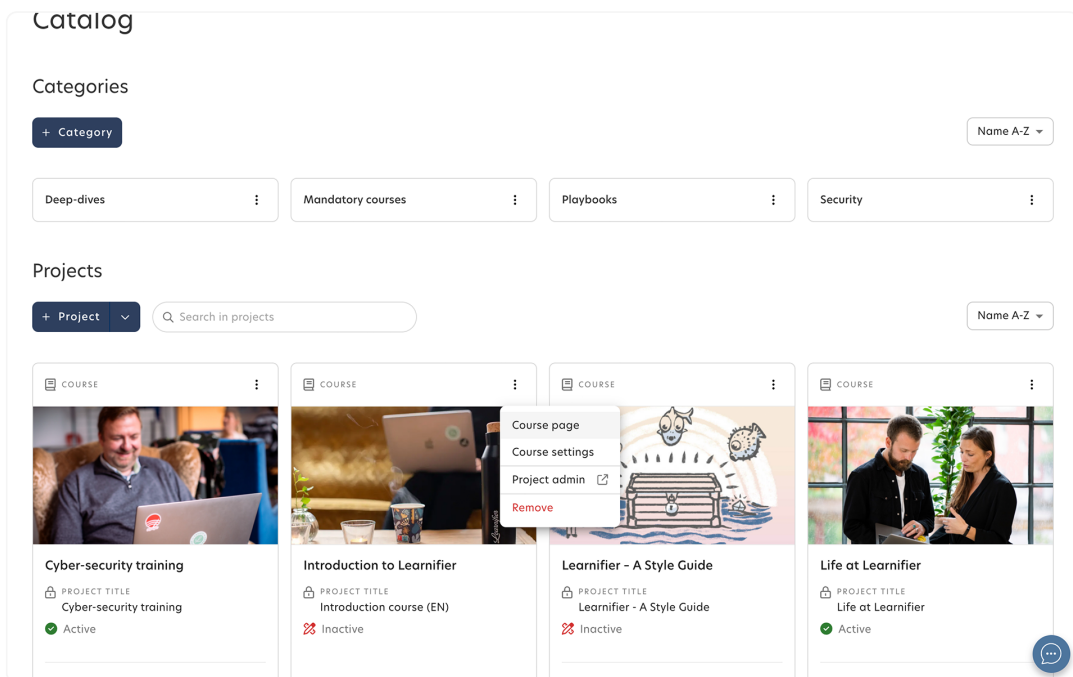 Catalog
Categories
+ Category
Name A-Z
Deep-dives
Mandatory courses
Playbooks
Security
Projects
+ Project
Search in projects
Name A-Z
COURSE
COURSE
COURSE
COURSE
Course page
Course settings
Project admin
Remove
Learnifier
Cyber-security training
PROJECT TITLE
Cyber-security training
Active
Introduction to Learnifier
PROJECT TITLE
Introduction course (EN)
Inactive
Learnifier – A Style Guide
PROJECT TITLE
Learnifier - A Style Guide
Inactive
Life at Learnifier
PROJECT TITLE
Life at Learnifier
Active